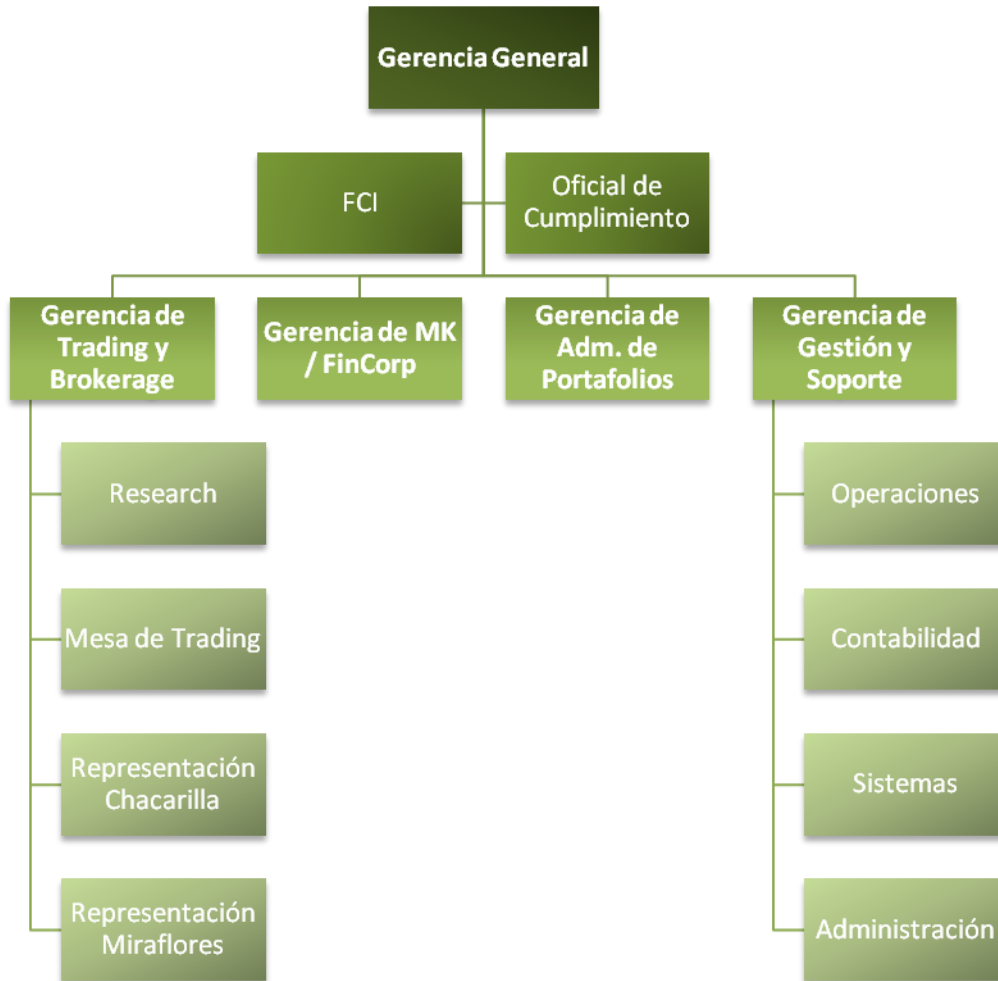 Gerencia General
FCI
Oficial de
Cumplimiento
Gerencia de
Trading y
Brokerage
Gerencia de MK
/ FinCorp
Gerencia de
Adm. de
Portafolios
Gerencia de
Gestión y
Soporte
Research
Mesa de Trading
Representación
Chacarilla
Representación
Miraflores
Operaciones
Contabilidad
Sistemas
Administración